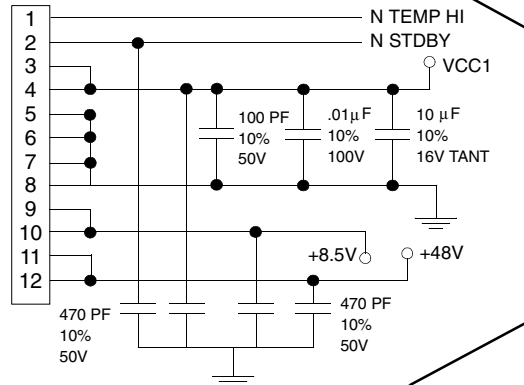 1
N TEMP HI
2
N STDBY
3
VCC1
4
5
6
7
8
9
10
11
12
100 PF
10%
50V
.01µF
10%
100V
10 µF
10%
16V TANT
+8.5V
+48V
470 PF
10%
50V
470 PF
10%
50V